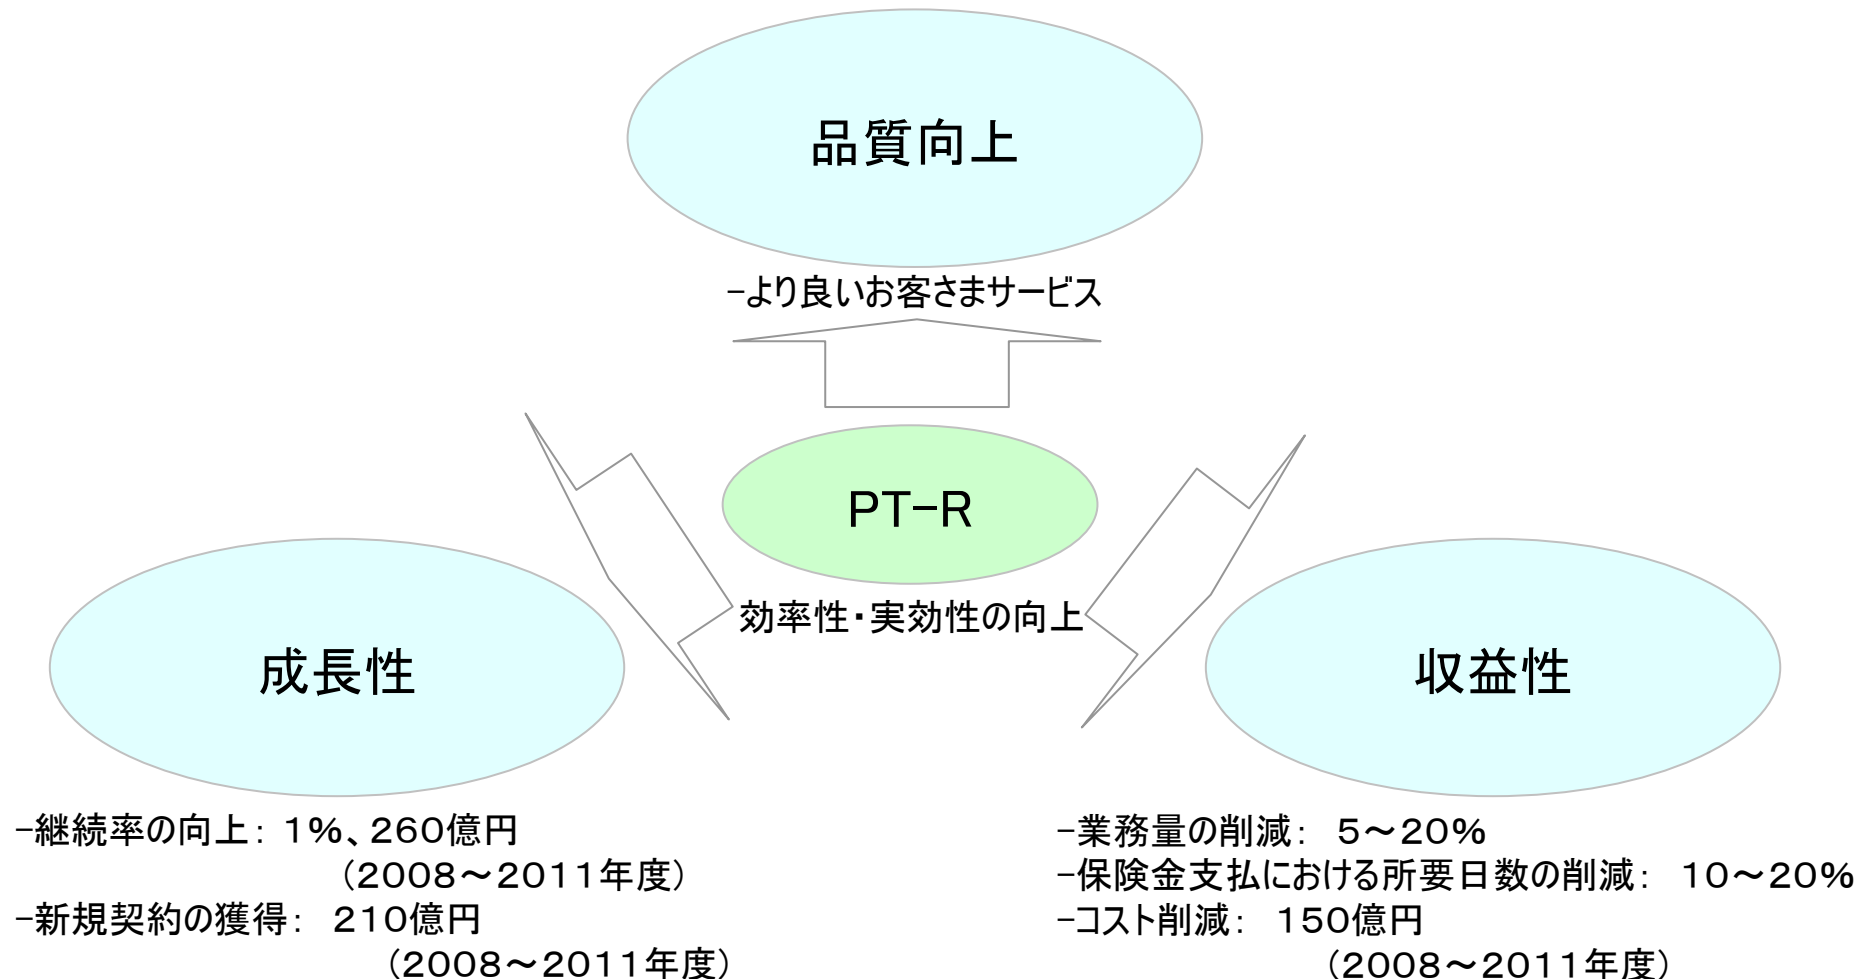 品質向上
-より良いお客さまサービス
PT-R
効率性・実効性の向上
成長性
収益性
-継続率の向上: 1%、260億円
(2008~2011年度)
-新規契約の獲得: 210億円
(2008~2011年度)
-業務量の削減: 5~20%
-保険金支払における所要日数の削減: 10~20%
-コスト削減: 150億円
(2008~2011年度)